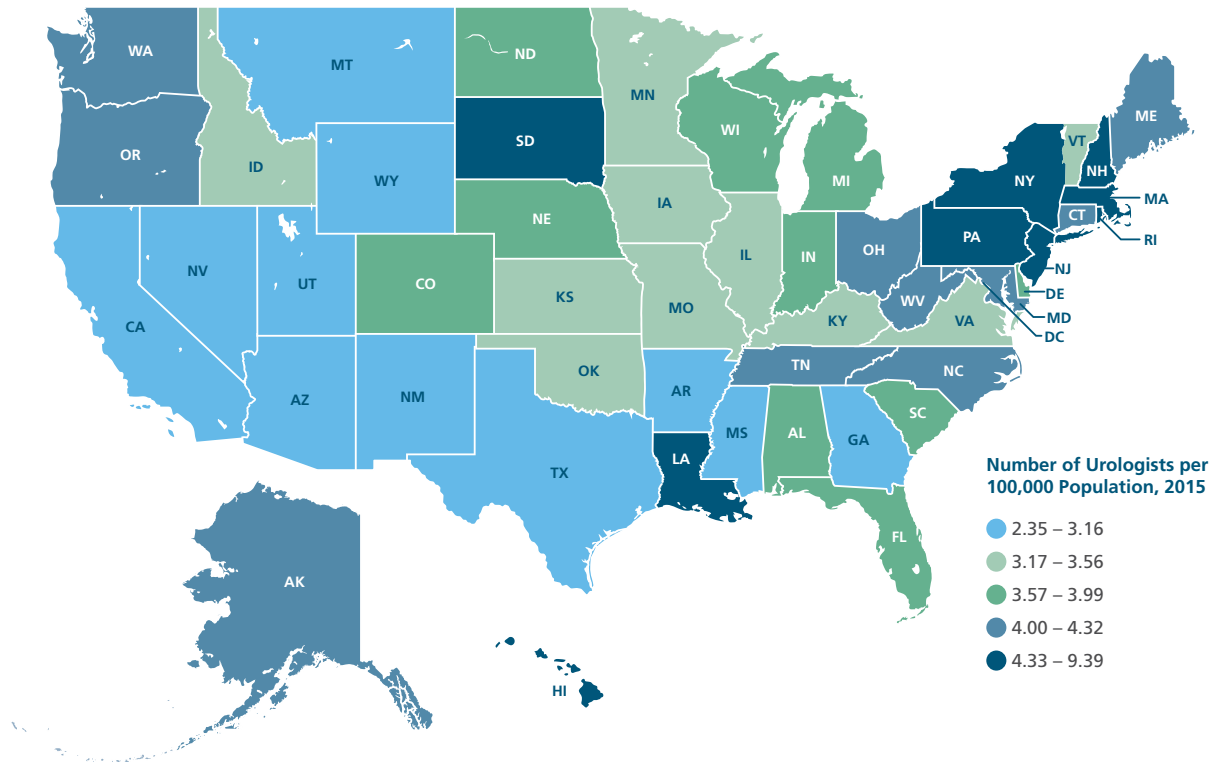 WA
MT
ND
MN
ME
OR
ID
SD
WI
VT
NH
WY
MI
NY
MA
NE
IA
CT
RI
PA
NV
UT
CO
IL
IN
OH
NJ
KS
DE
WV
MO
MD
CA
KY
VA
DC
OK
TN
NC
AZ
NM
AR
SC
TX
MS
AL
GA
LA
FL
Number of Urologists per
100,000 Population, 2015
2.35 – 3.16
3.17 – 3.56
3.57 – 3.99
4.00 – 4.32
4.33 – 9.39
AK
HI